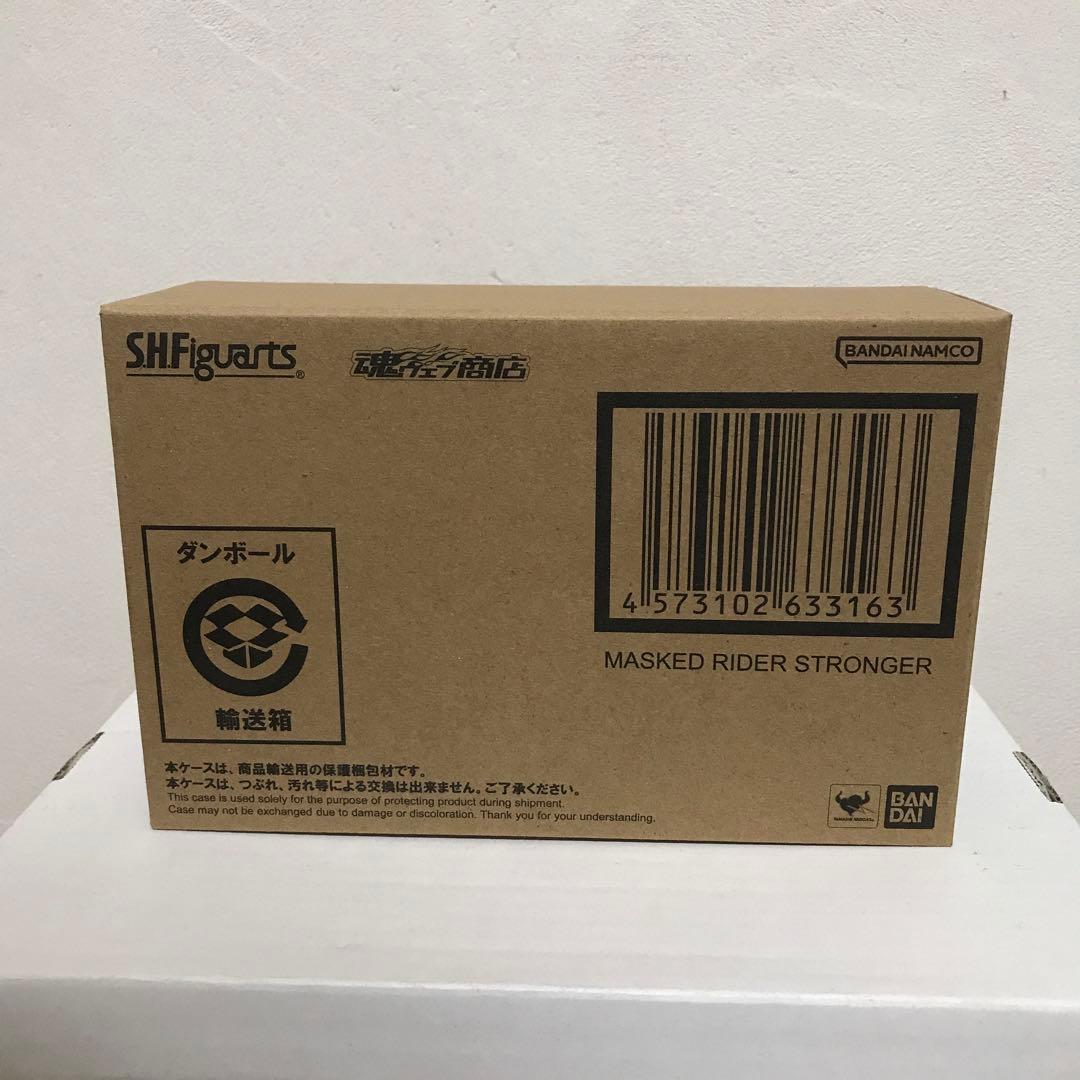 S.H.Figuarts®
魂ウェブ商店
BANDAI NAMCO
4 573102 633163
MASKED RIDER STRONGER
ダンボール
輸送箱
本ケースは、商品輸送用の保護梱包材です。
本ケースは、つぶれ、汚れ等による交換は出来ません。ご了承ください。
This case is used solely for the purpose of protecting product during shipment.
Case may not be exchanged due to damage or discoloration. Thank you for your understanding.
TAMASHII NATIONS
BAN
DAI